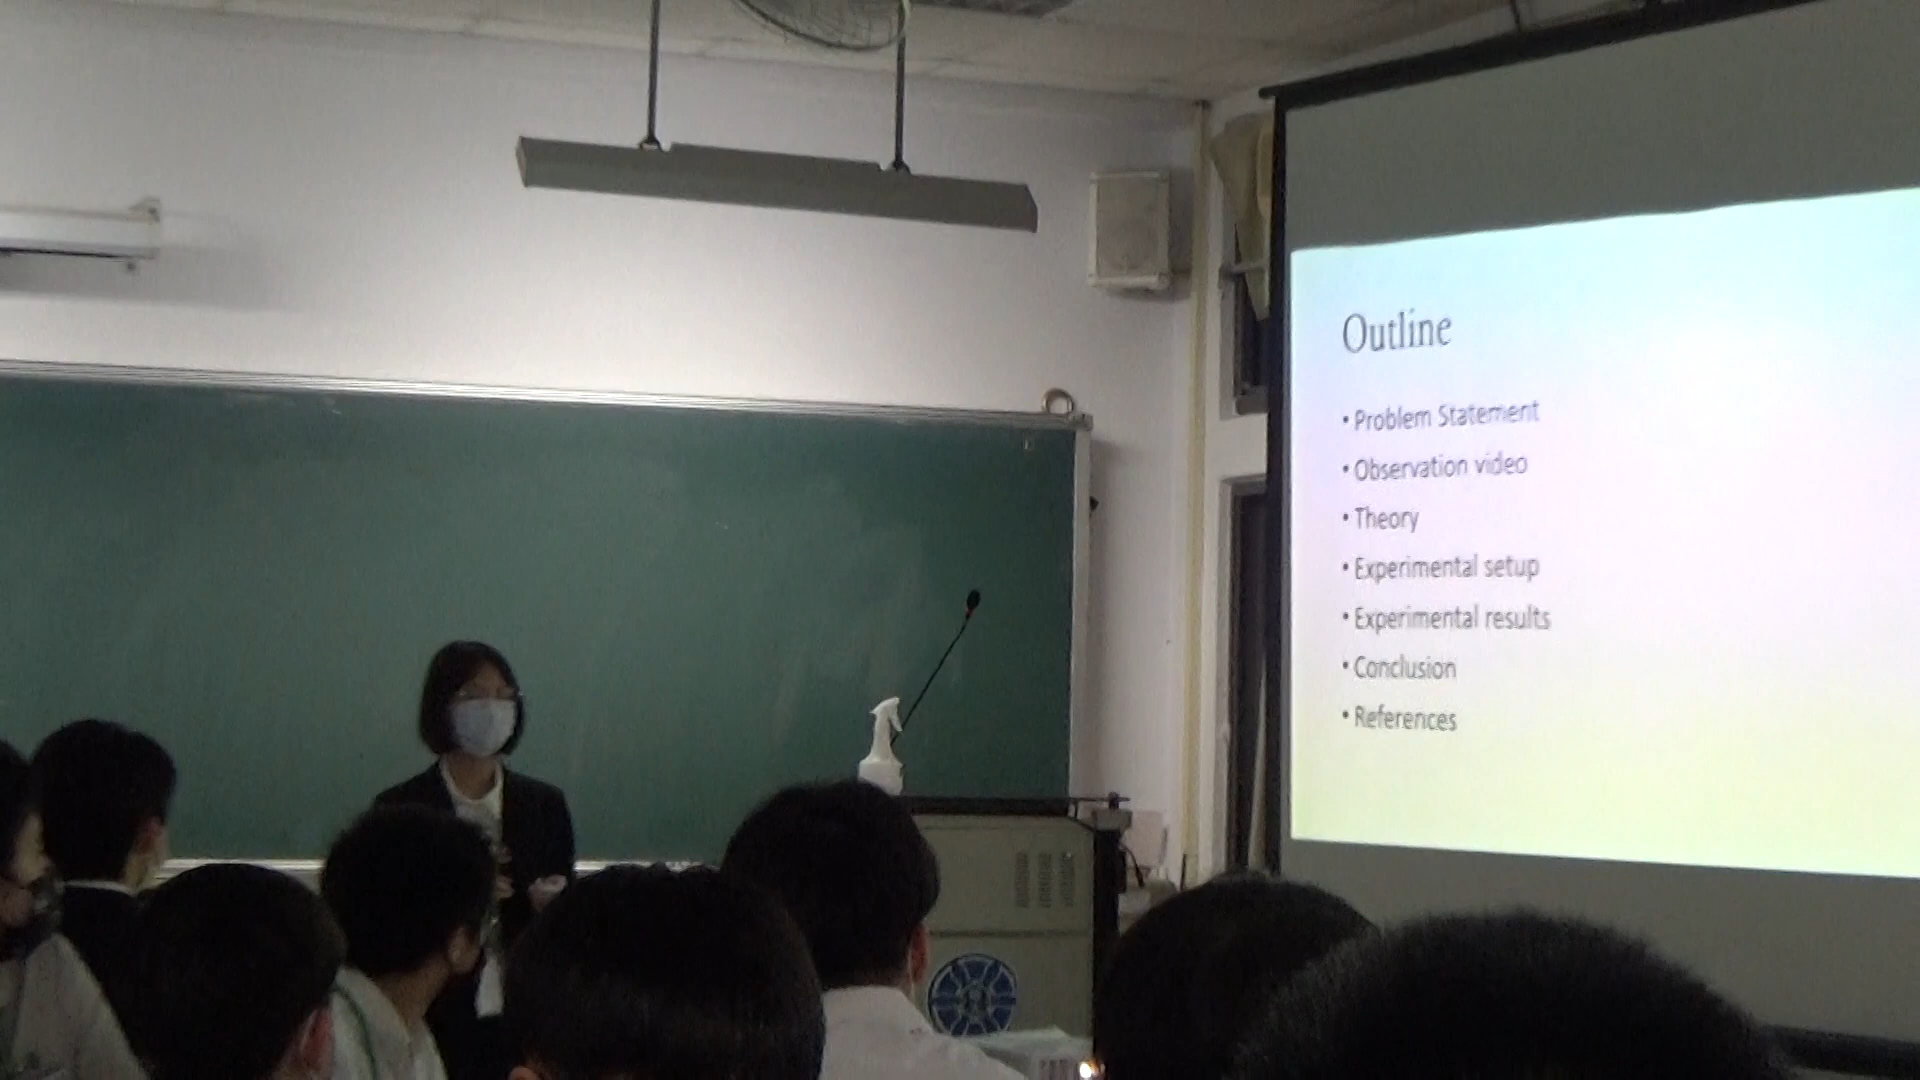 Outline
• Problem Statement
• Observation video
• Theory
• Experimental setup
• Experimental results
• Conclusion
• References